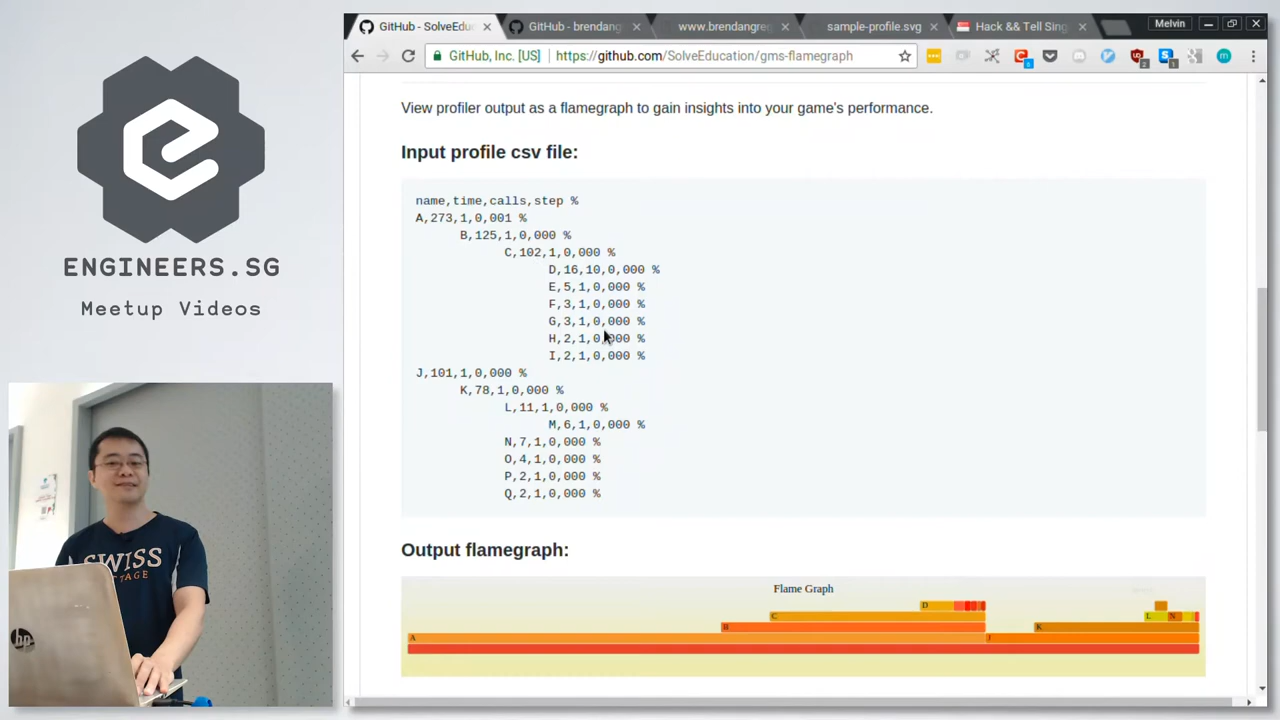 ENGINEERS.SG
Meetup Videos
SWISS
TAGE
hp
GitHub - SolveEdu
GitHub - brendang
www.brendangre
sample-profile.svg
Hack && Tell Sing
Melvin
GitHub, Inc. [US]
https://github.com/SolveEducation/gms-flamegraph
View profiler output as a flamegraph to gain insights into your game's performance.
Input profile csv file:
name,time,calls,step %
A,273,1,0,001 %
B,125,1,0,000 %
C,102,1,0,000 %
D,16,10,0,000 %
E,5,1,0,000 %
F,3,1,0,000 %
G,3,1,0,000 %
H,2,1,0,000 %
I,2,1,0,000 %
J,101,1,0,000 %
K,78,1,0,000 %
L,11,1,0,000 %
M,6,1,0,000 %
N,7,1,0,000 %
O,4,1,0,000 %
P,2,1,0,000 %
Q,2,1,0,000 %
Output flamegraph:
Flame Graph
D
C
L N
B K
A J